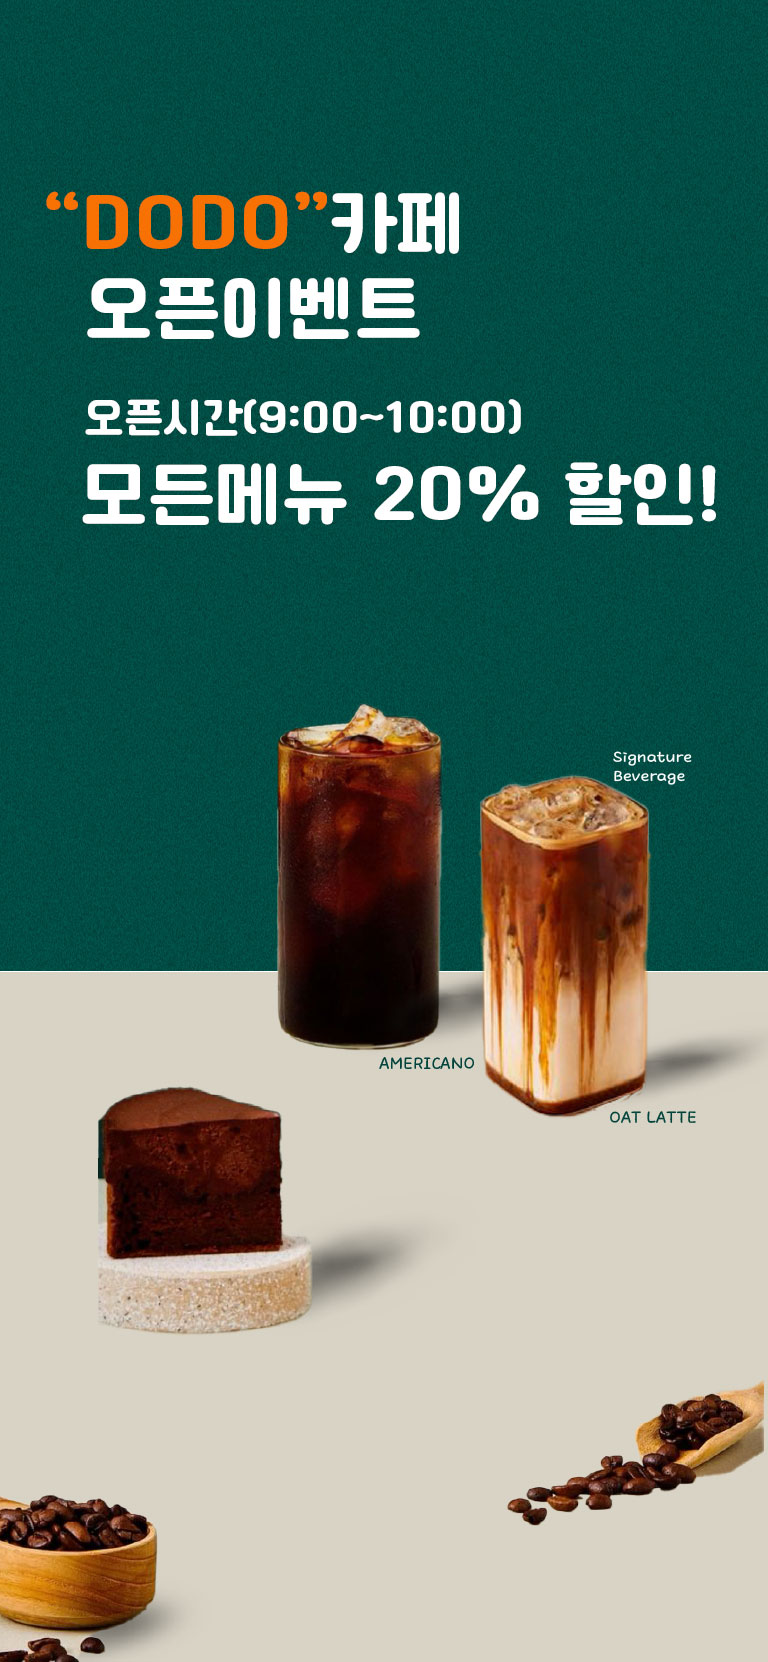 “DODO”카페
오픈이벤트
오픈시간(9:00~10:00)
모든메뉴 20% 할인!
Signature
Beverage
AMERICANO
OAT LATTE